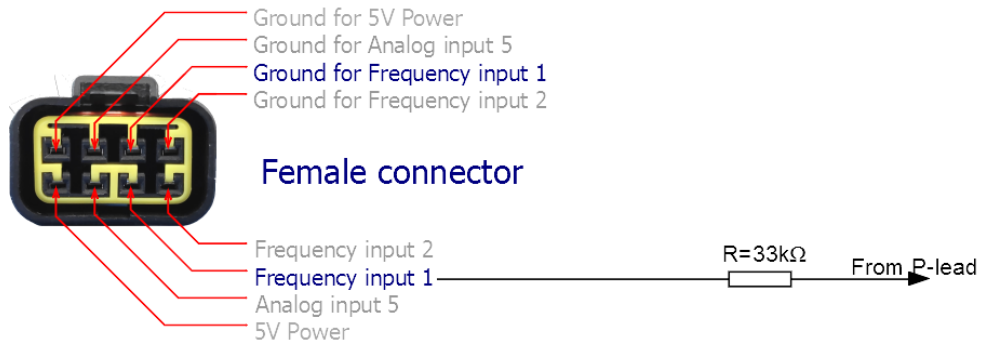 Ground for 5V Power
Ground for Analog input 5
Ground for Frequency input 1
Ground for Frequency input 2
Female connector
Frequency input 2
Frequency input 1
Analog input 5
5V Power
R=33kΩ
From P-lead